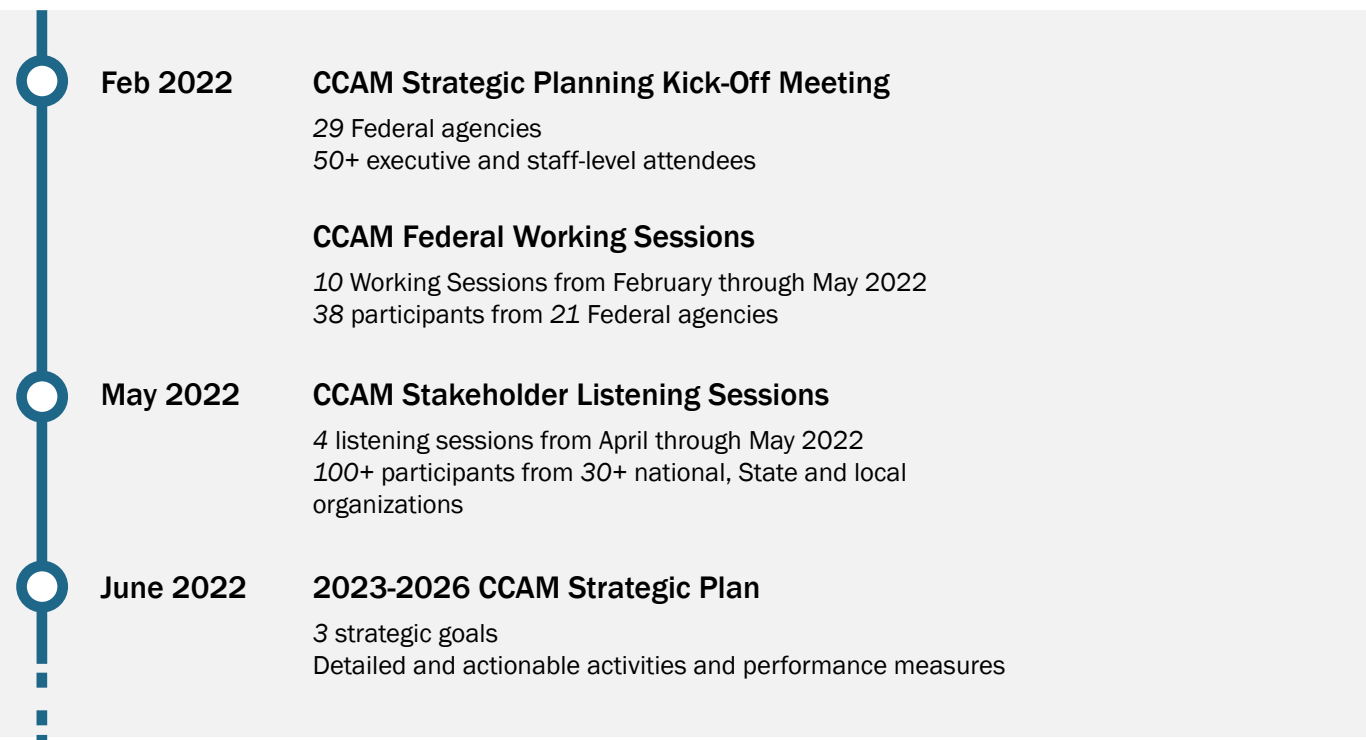 Feb 2022
CCAM Strategic Planning Kick-Off Meeting
29 Federal agencies
50+ executive and staff-level attendees
CCAM Federal Working Sessions
10 Working Sessions from February through May 2022
38 participants from 21 Federal agencies
May 2022
CCAM Stakeholder Listening Sessions
4 listening sessions from April through May 2022
100+ participants from 30+ national, State and local
organizations
June 2022
2023-2026 CCAM Strategic Plan
3 strategic goals
Detailed and actionable activities and performance measures